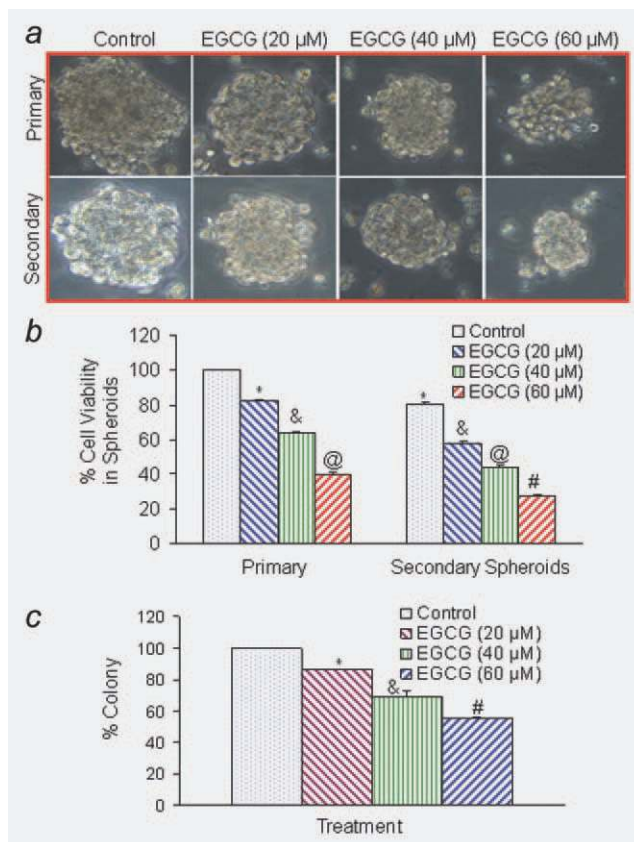 a
Control EGCG (20 µM) EGCG (40 µM) EGCG (60 µM)
Primary
Secondary
b
% Cell Viability
in Spheroids
120
100
80
60
40
20
0
*
&
@
*
&
@
#
Control
EGCG (20 µM)
EGCG (40 µM)
EGCG (60 µM)
Primary Secondary Spheroids
c
% Colony
120
100
80
60
40
20
0
*
&
#
Control
EGCG (20 µM)
EGCG (40 µM)
EGCG (60 µM)
Treatment